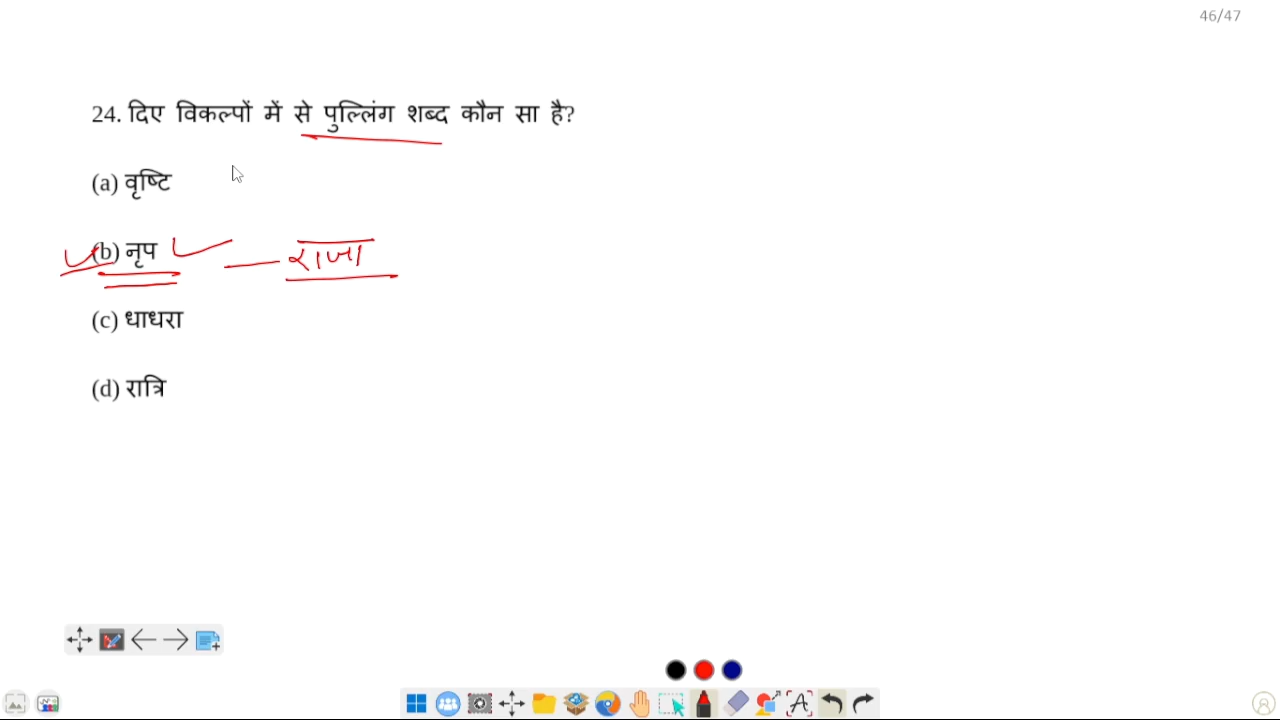 46/47
24. दिए विकल्पों में से पुल्लिंग शब्द कौन सा है?
(a) वृष्टि
(b) नृप — राजा
(c) धाधरा
(d) रात्रि